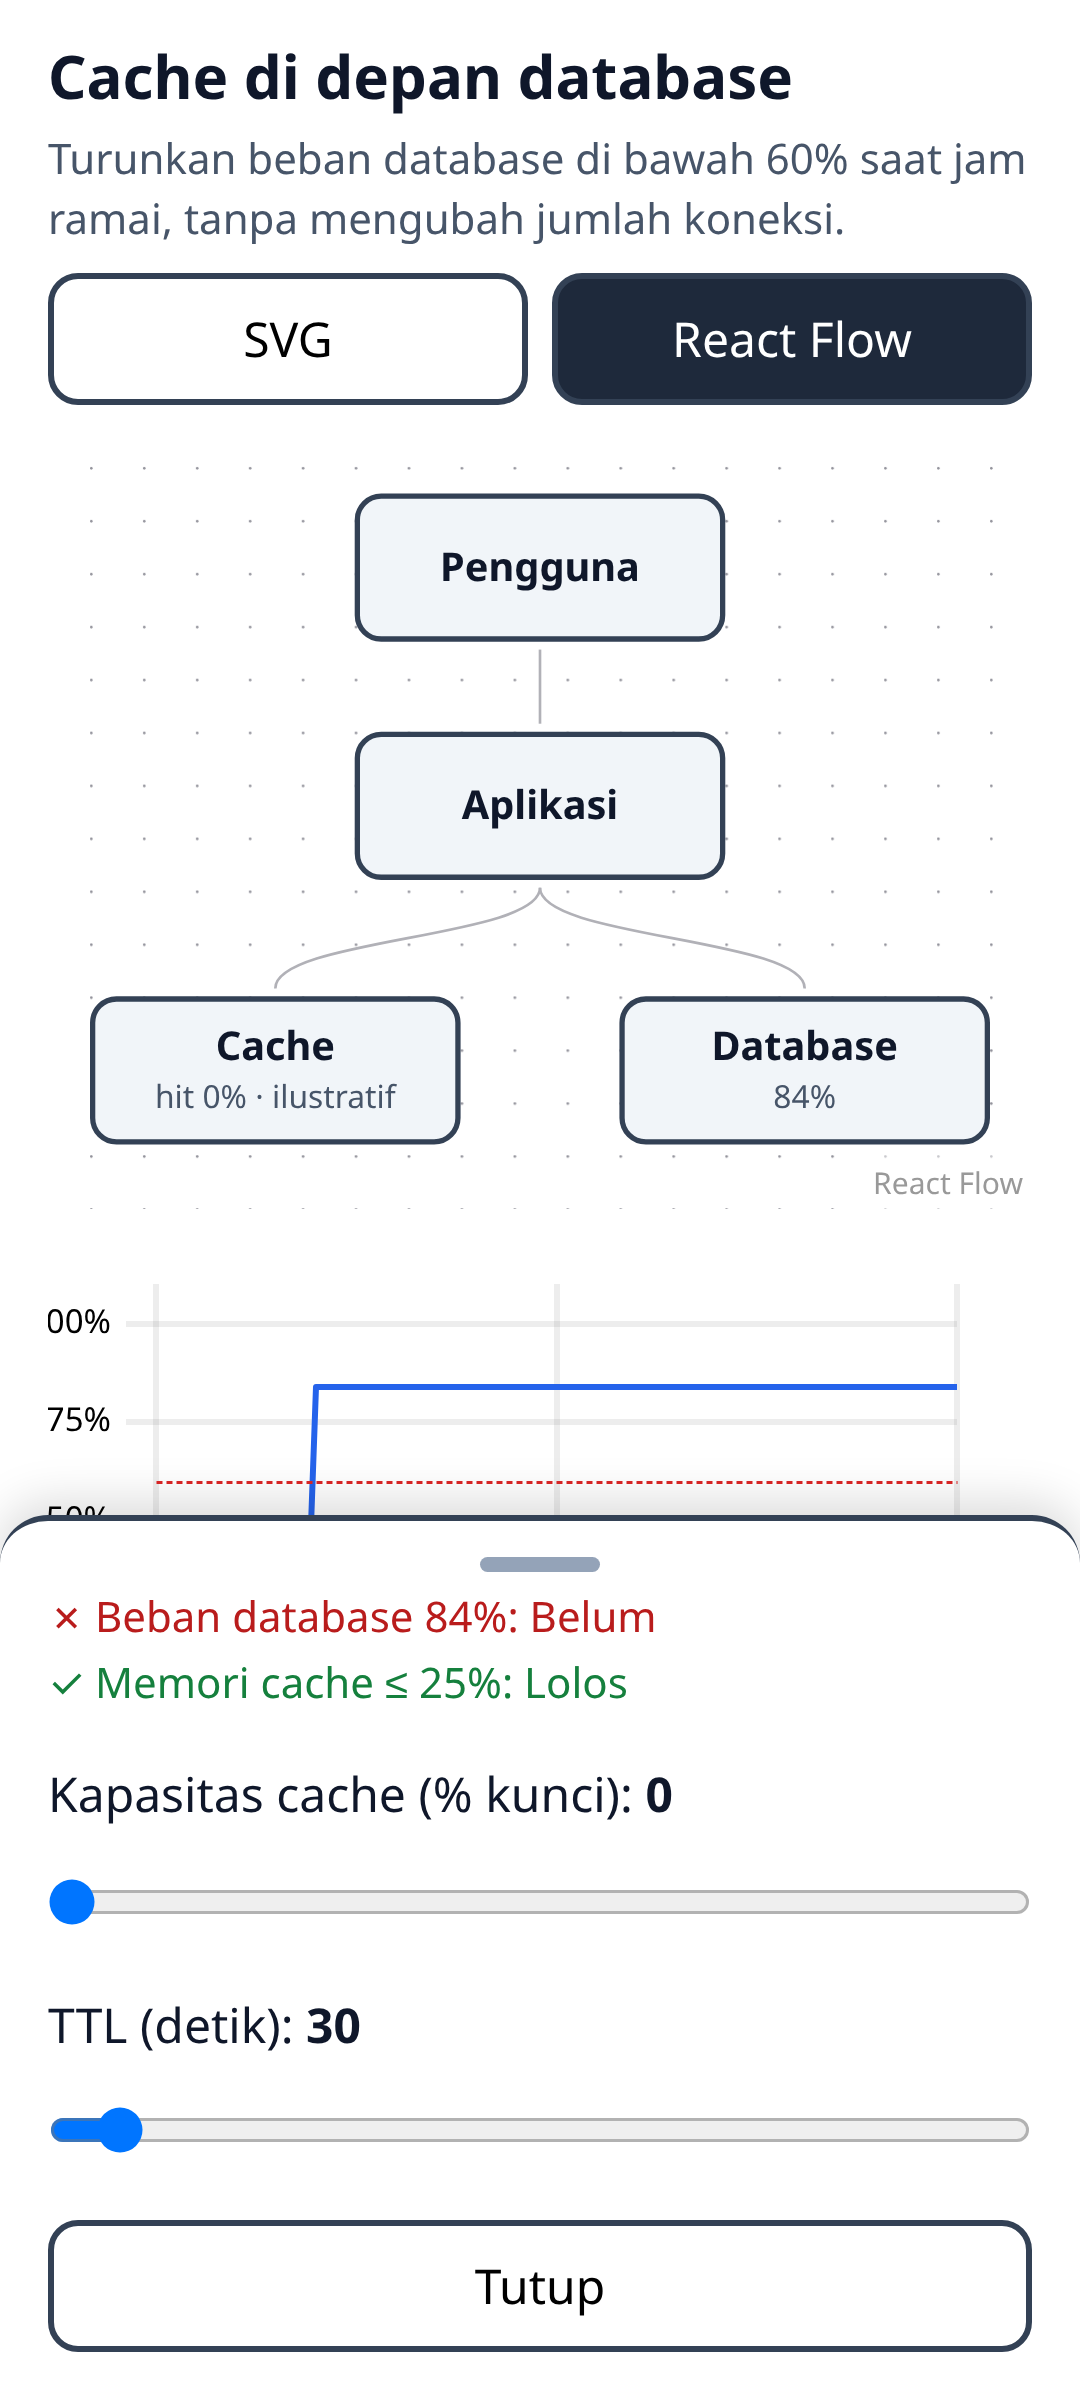 Cache di depan database
Turunkan beban database di bawah 60% saat jam
ramai, tanpa mengubah jumlah koneksi.
SVG
React Flow
Pengguna
Aplikasi
Cache
hit 0% · ilustratif
Database
84%
React Flow
00%
75%
50%
× Beban database 84%: Belum
✓ Memori cache ≤ 25%: Lolos
Kapasitas cache (% kunci): 0
TTL (detik): 30
Tutup